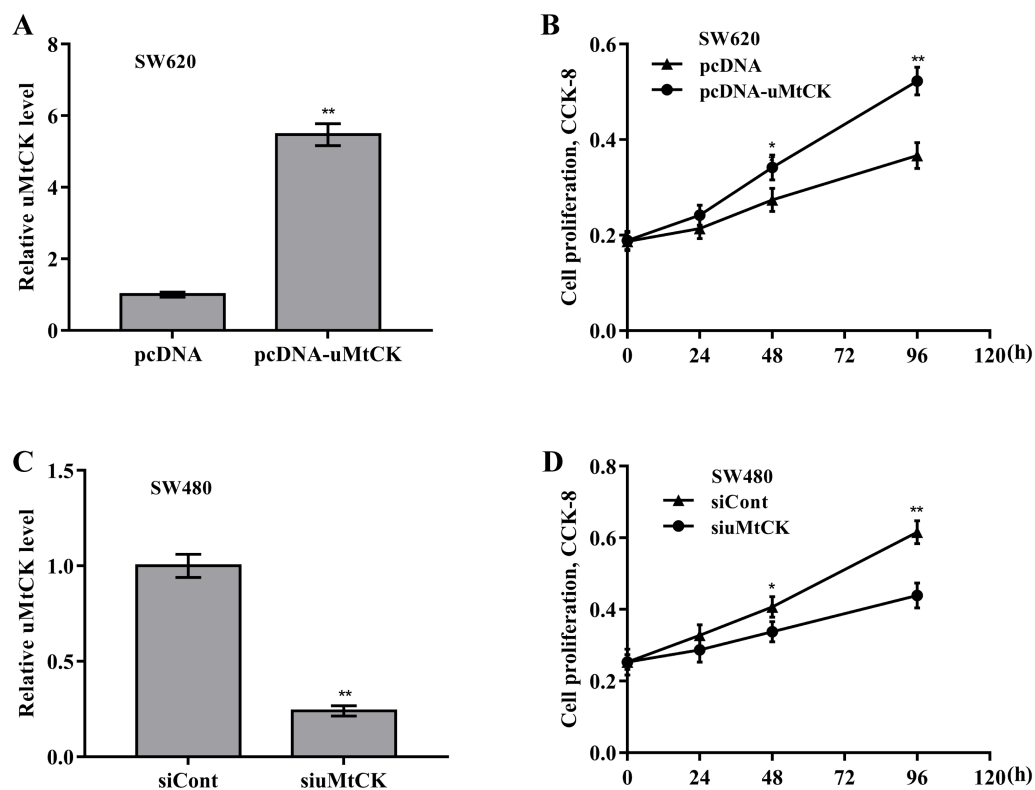 A
SW620
Relative uMtCK level
8
6
4
2
0
**
pcDNA
pcDNA-uMtCK
B
SW620
pcDNA
pcDNA-uMtCK
Cell proliferation, CCK-8
0.6
0.4
0.2
0.0
*
**
0
24
48
72
96
120(h)
C
SW480
Relative uMtCK level
1.5
1.0
0.5
0.0
**
siCont
siuMtCK
D
SW480
siCont
siuMtCK
Cell proliferation, CCK-8
0.8
0.6
0.4
0.2
0.0
*
**
0
24
48
72
96
120(h)